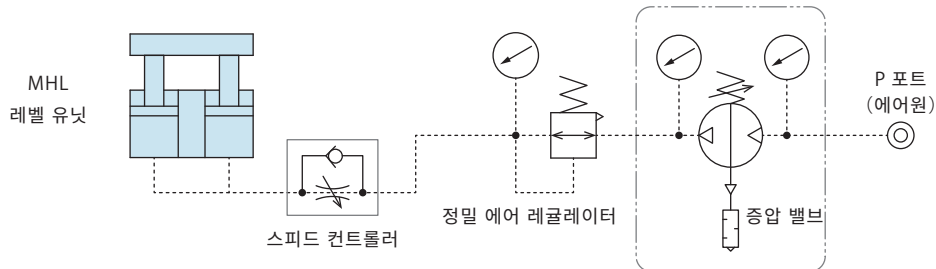 MHL
레벨 유닛
스피드 컨트롤러
정밀 에어 레귤레이터
증압 밸브
P 포트
(에어원)